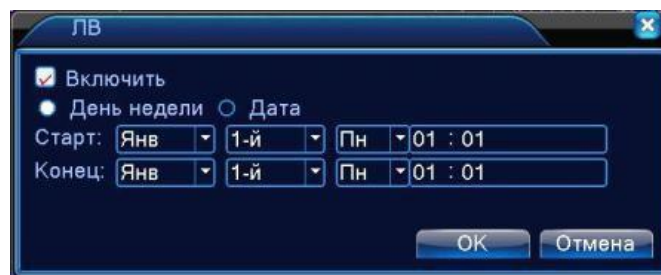 ЛВ
Включить
День недели Дата
Старт: Янв 1-й Пн 01 : 01
Конец: Янв 1-й Пн 01 : 01
OK Отмена